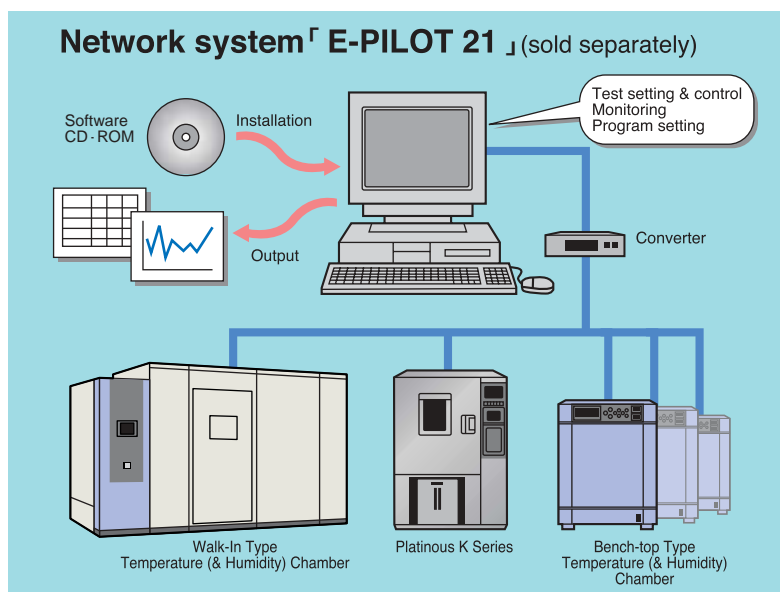 Network system「 E-PILOT 21 」(sold separately)
Software
CD-ROM
Installation
Test setting & control
Monitoring
Program setting
Output
Converter
Walk-In Type
Temperature (& Humidity) Chamber
Platinous K Series
Bench-top Type
Temperature (& Humidity)
Chamber